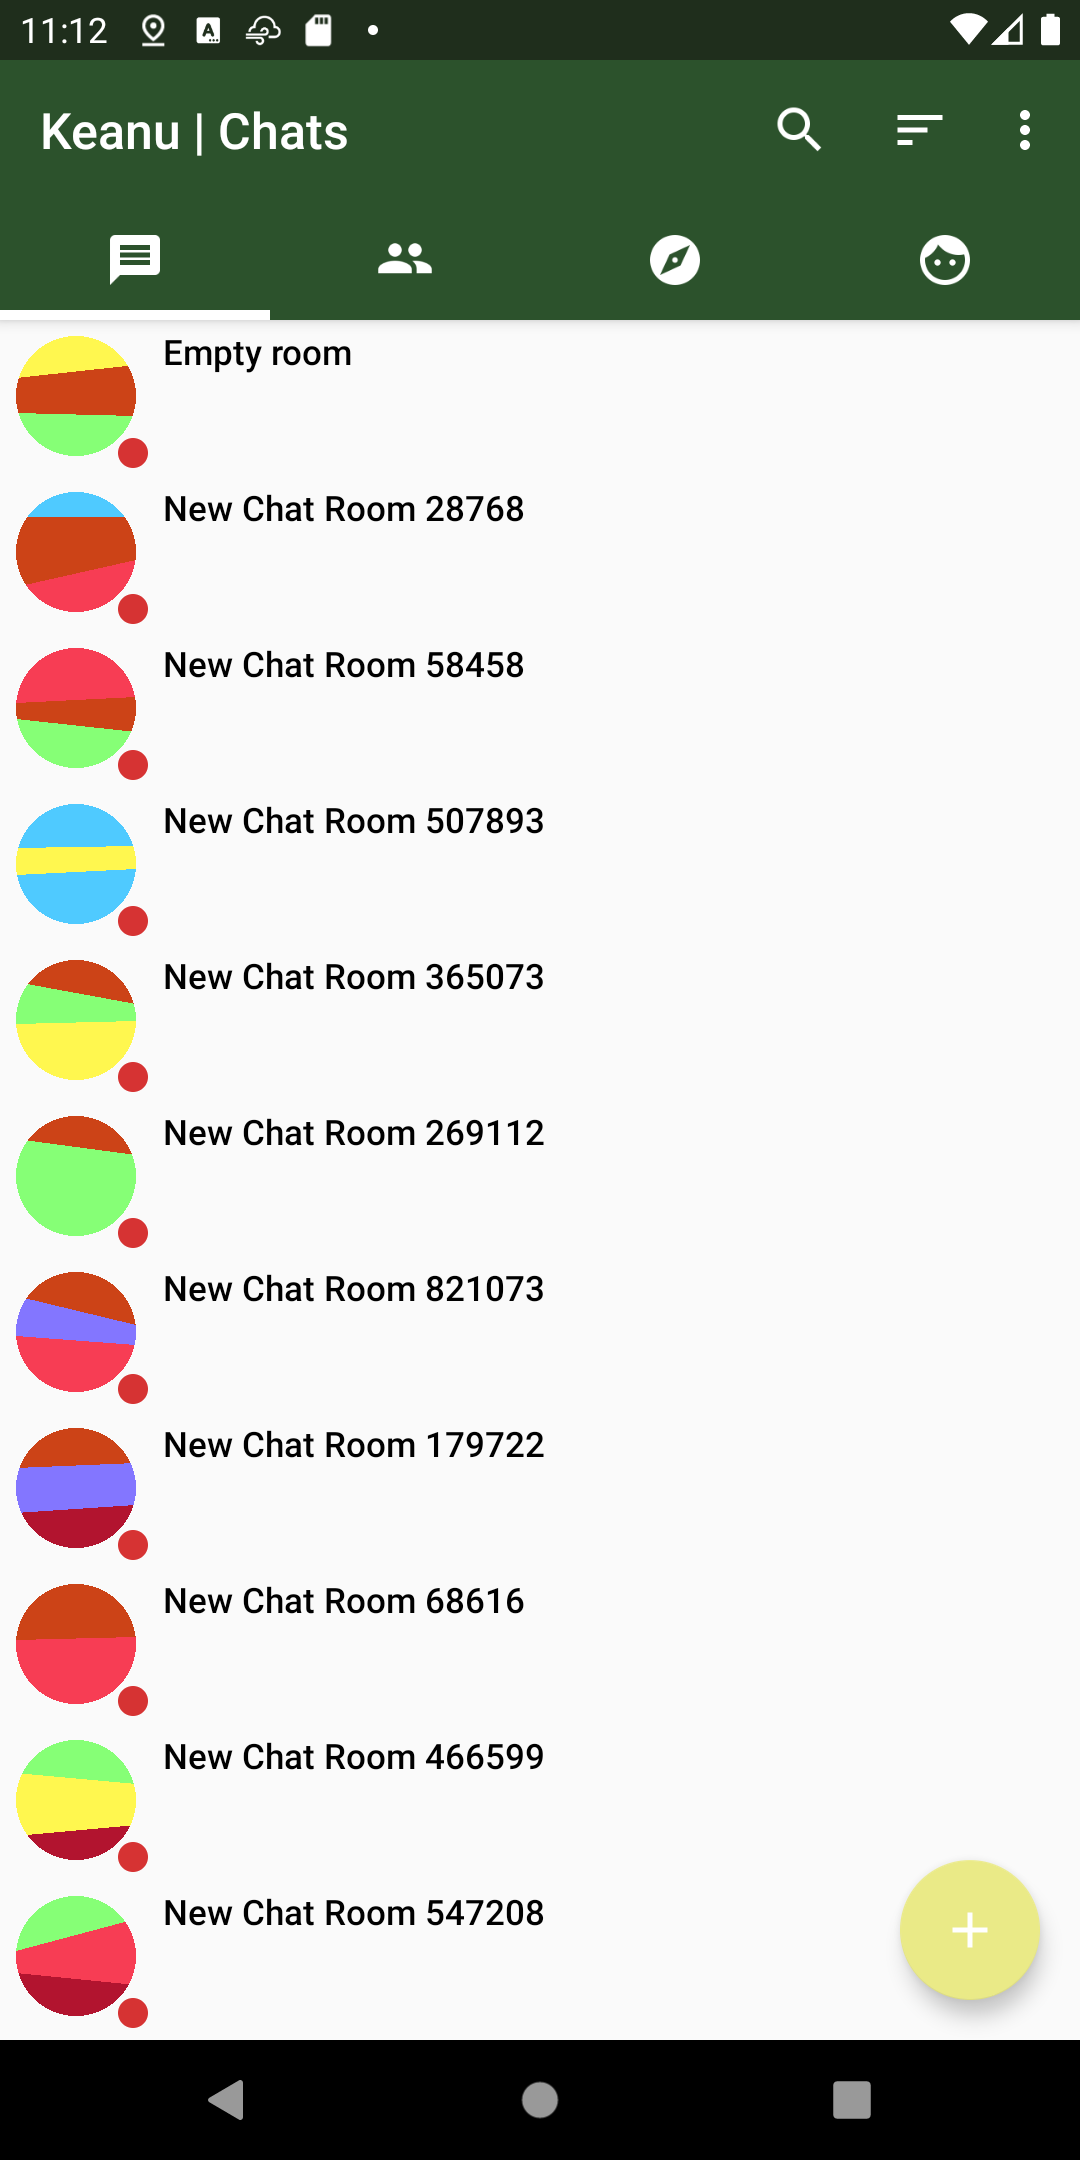 11:12
Keanu | Chats
Empty room
New Chat Room 28768
New Chat Room 58458
New Chat Room 507893
New Chat Room 365073
New Chat Room 269112
New Chat Room 821073
New Chat Room 179722
New Chat Room 68616
New Chat Room 466599
New Chat Room 547208